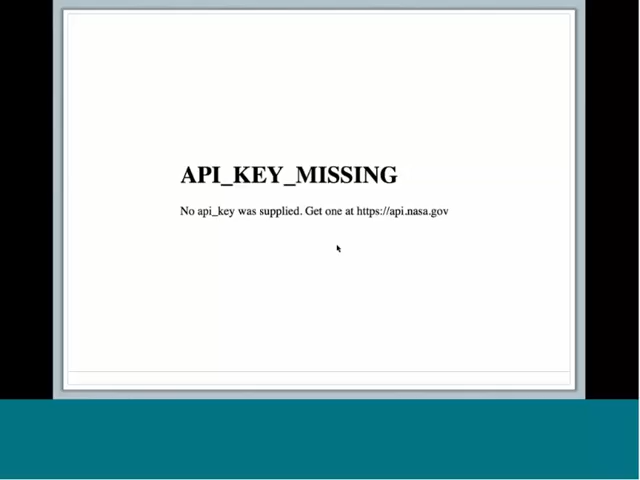 API_KEY_MISSING
No api_key was supplied. Get one at https://api.nasa.gov